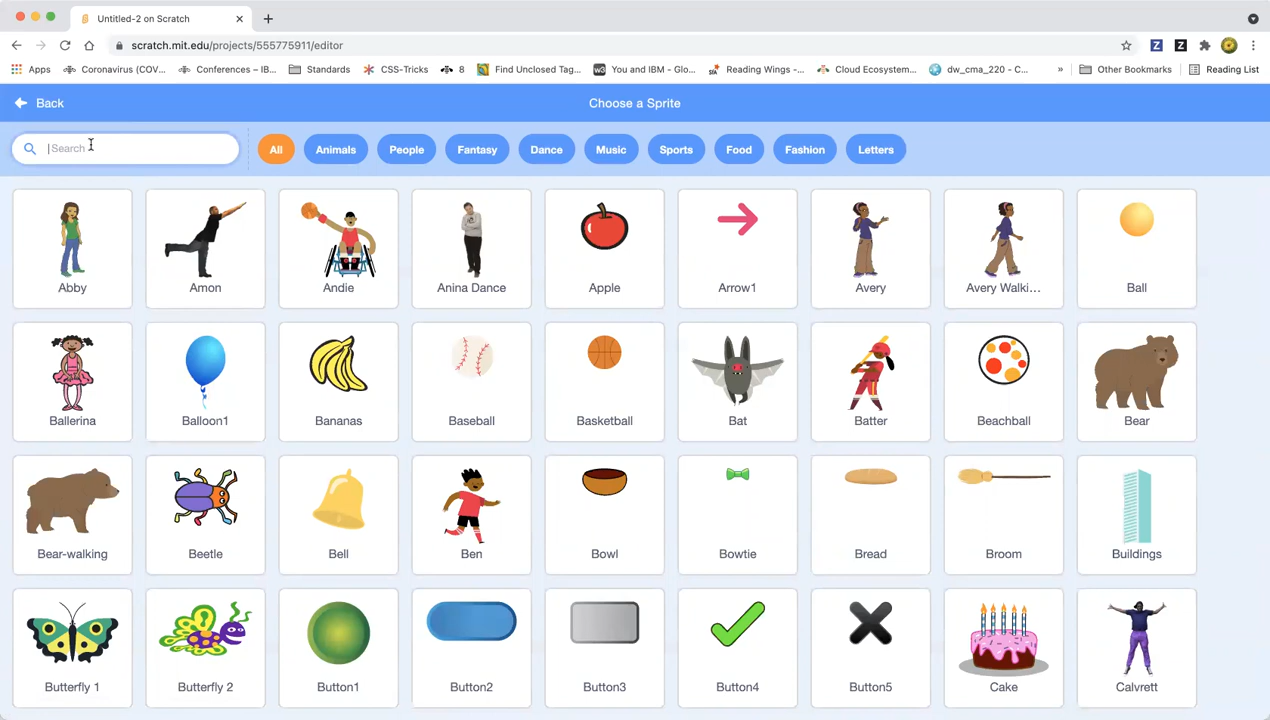 Untitled-2 on Scratch
scratch.mit.edu/projects/555775911/editor
Apps Coronavirus (COV... Conferences – IB... Standards CSS-Tricks 8 Find Unclosed Tag... You and IBM - Glo... Reading Wings -... Cloud Ecosystem... dw_cma_220 - C... » Other Bookmarks Reading List
Back Choose a Sprite
Search All Animals People Fantasy Dance Music Sports Food Fashion Letters
Abby Amon Andie Anina Dance Apple Arrow1 Avery Avery Walki... Ball
Ballerina Balloon1 Bananas Baseball Basketball Bat Batter Beachball Bear
Bear-walking Beetle Bell Ben Bowl Bowtie Bread Broom Buildings
Butterfly 1 Butterfly 2 Button1 Button2 Button3 Button4 Button5 Cake Calvrett